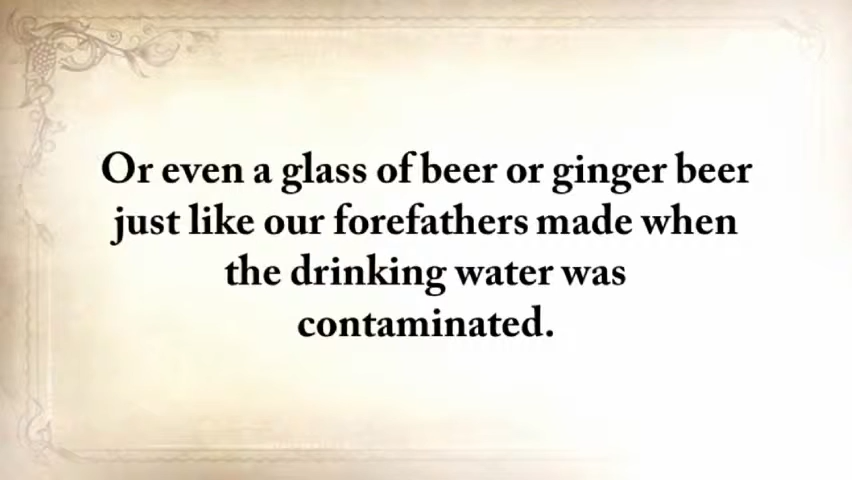 Or even a glass of beer or ginger beer
just like our forefathers made when
the drinking water was
contaminated.